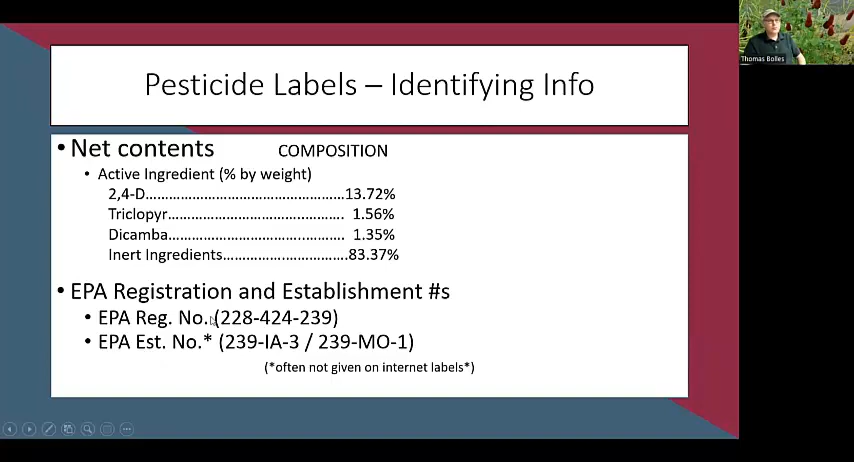 Thomas Bolles
Pesticide Labels – Identifying Info
• Net contents COMPOSITION
• Active Ingredient (% by weight)
2,4-D……………………………………………13.72%
Triclopyr……………………………..………. 1.56%
Dicamba……………………………..………. 1.35%
Inert Ingredients……………….…………….83.37%
• EPA Registration and Establishment #s
• EPA Reg. No. (228-424-239)
• EPA Est. No.* (239-IA-3 / 239-MO-1)
(*often not given on internet labels*)